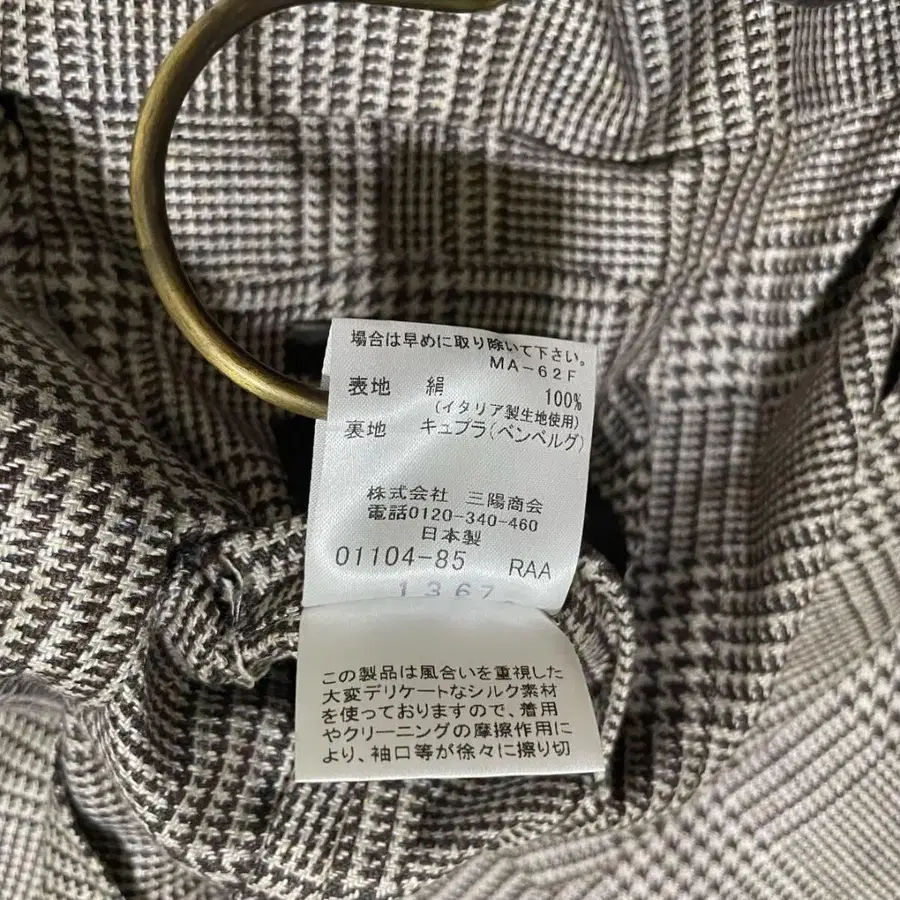 場合は早めに取り除いて下さい。
MA-62F
表地 絹 100%
(イタリア製生地使用)
裏地 キュプラ(ベンベルグ)
株式会社 三陽商会
電話0120-340-460
日本製
01104-85 RAA
1367
この製品は風合いを重視した
大変デリケートなシルク素材
を使っておりますので、着用
やクリーニングの摩擦作用に
より、袖口等が徐々に擦り切